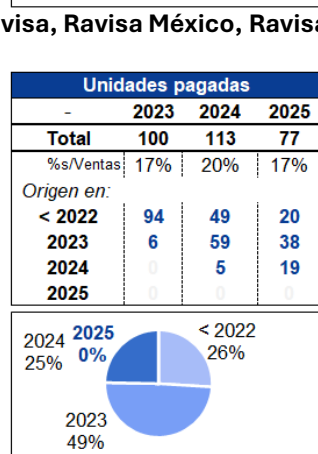 visa, Ravisa México, Ravisa
Unidades pagadas
- 2023 2024 2025
Total 100 113 77
%s/Ventas 17% 20% 17%
Origen en:
< 2022 94 49 20
2023 6 59 38
2024 0 5 19
2025 0 0 0
2024 25%
2025 0%
< 2022 26%
2023 49%